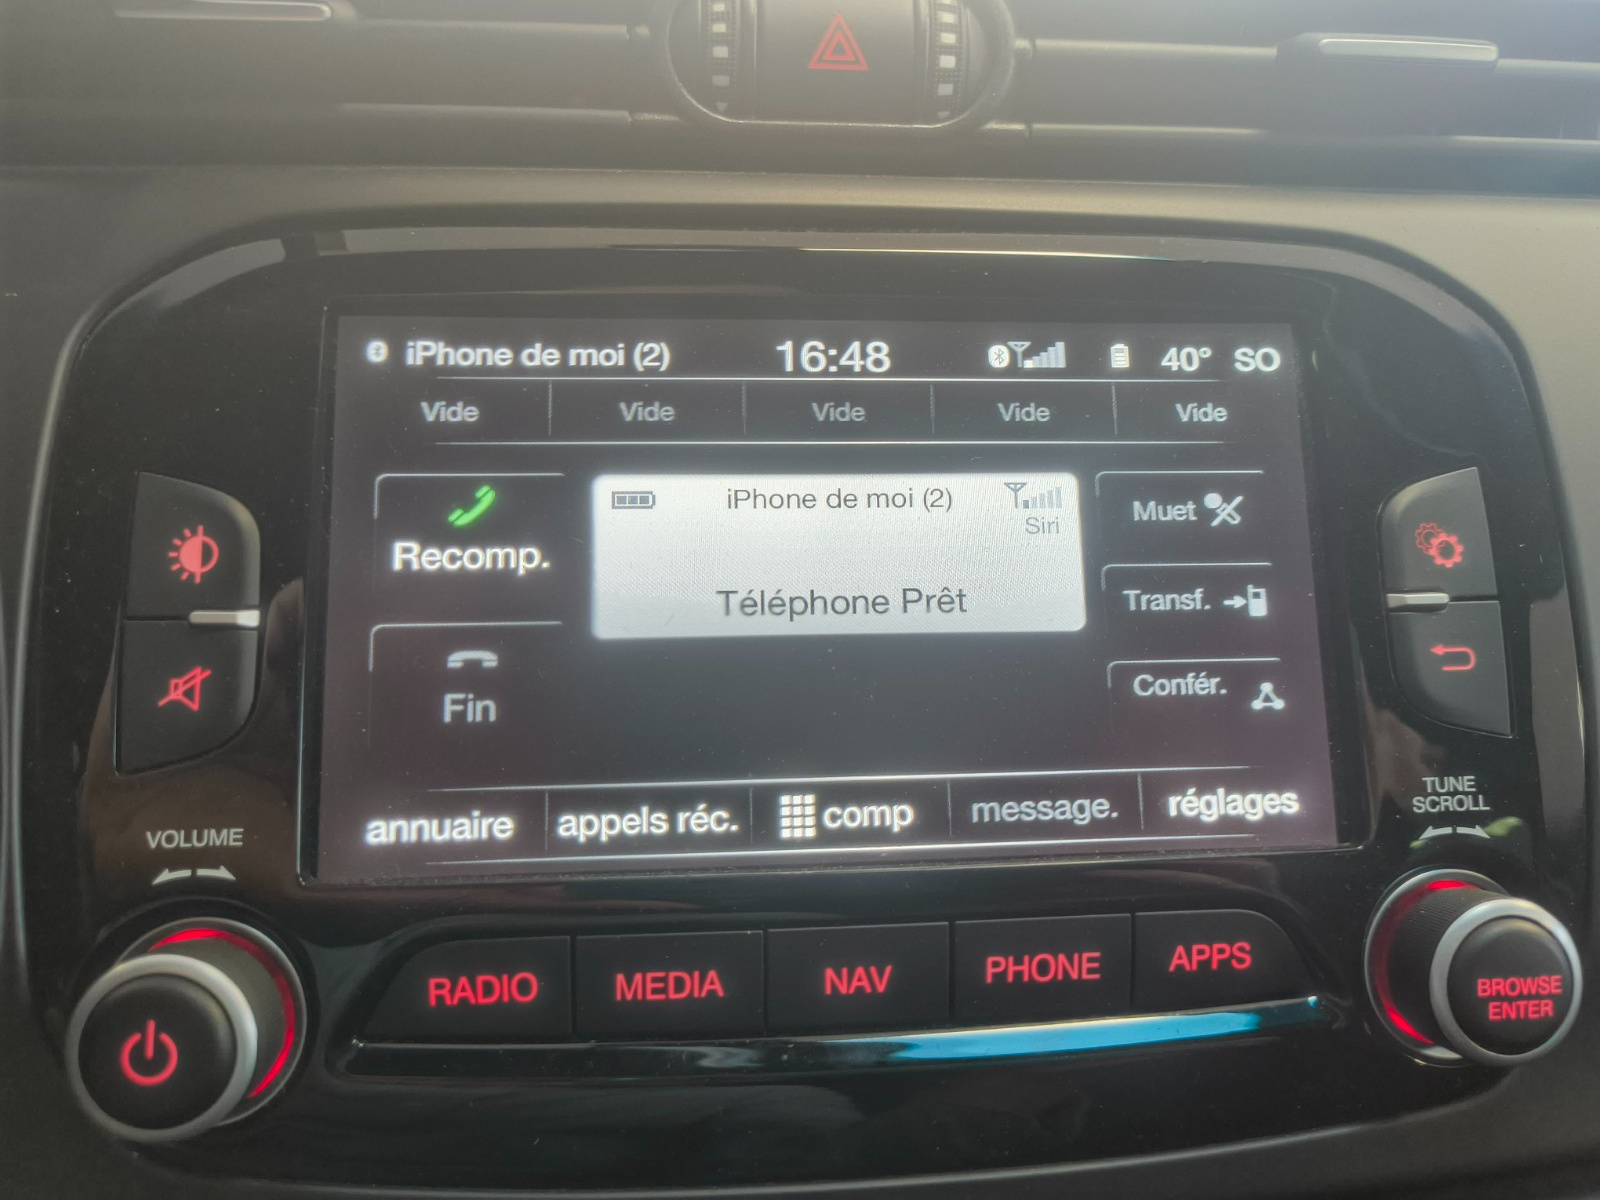 iPhone de moi (2) 16:48 40° SO
Vide Vide Vide Vide Vide
Recomp.
iPhone de moi (2)
Siri
Téléphone Prêt
Muet
Transf.
Confér.
Fin
annuaire appels réc. comp message. réglages
VOLUME
TUNE
SCROLL
RADIO MEDIA NAV PHONE APPS
BROWSE
ENTER